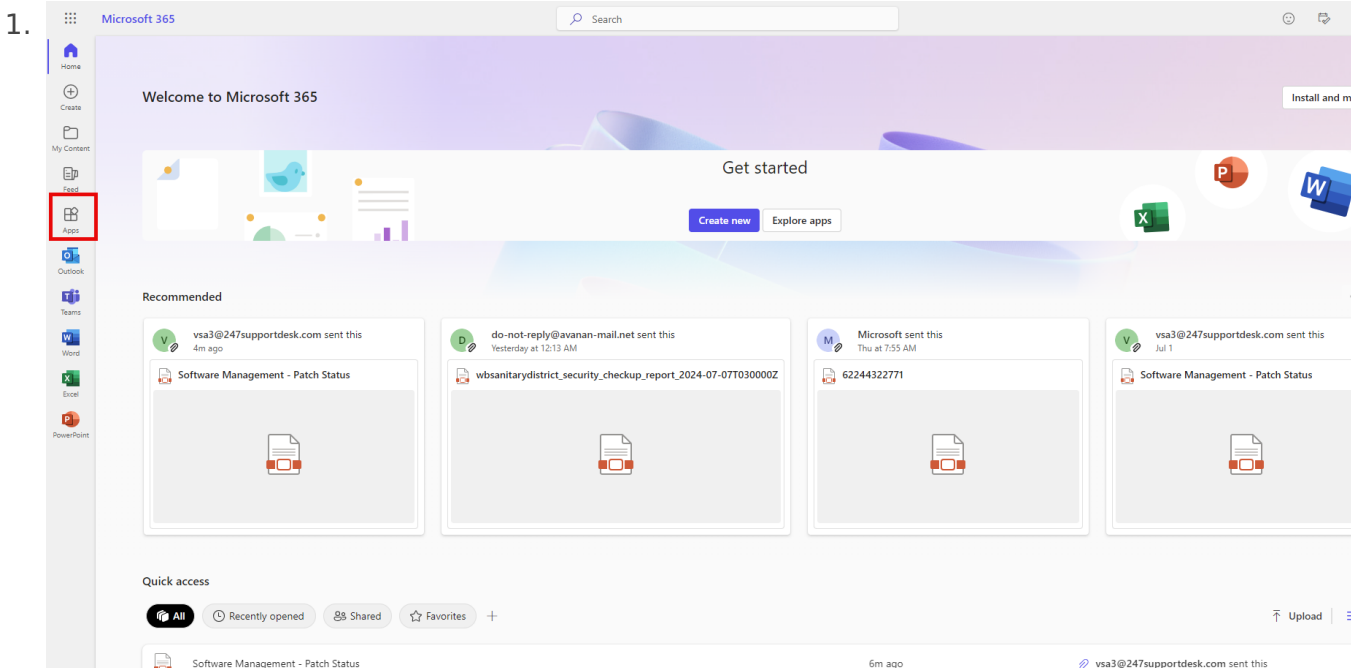 1.
Microsoft 365
Search
Home
Create
My Content
Feed
Apps
Outlook
Teams
Word
Excel
PowerPoint
Welcome to Microsoft 365
Install and m
Get started
Create new
Explore apps
Recommended
vsa3@247supportdesk.com sent this
4m ago
Software Management - Patch Status
do-not-reply@avanan-mail.net sent this
Yesterday at 12:13 AM
wbsanitarydistrict_security_checkup_report_2024-07-07T030000Z
Microsoft sent this
Thu at 7:55 AM
62244322771
vsa3@247supportdesk.com sent this
Jul 1
Software Management - Patch Status
Quick access
All
Recently opened
Shared
Favorites
Upload
Software Management - Patch Status
6m ago
vsa3@247supportdesk.com sent this